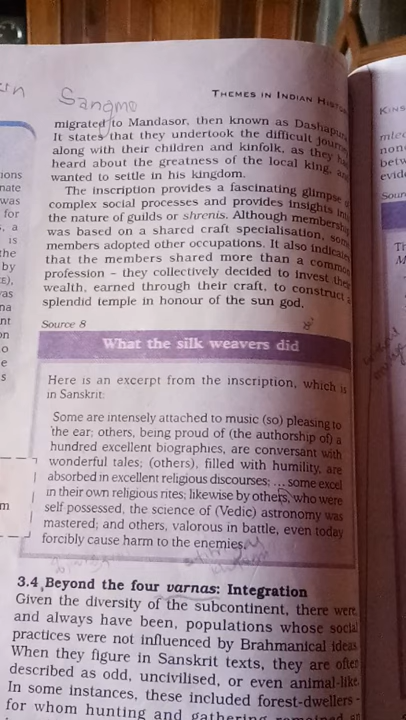 Sangmo
THEMES IN INDIAN
migrated to Mandasor, then known as Dashapura
It states that they undertook the difficult
along with their children and kinfolk, as they
heard about the greatness of the local king,
wanted to settle in his kingdom.
The inscription provides a fascinating glimpse
complex social processes and provides insights
the nature of guilds or shrenis. Although membership
was based on a shared craft specialisation, some
members adopted other occupations. It also indicates
that the members shared more than a common
profession – they collectively decided to invest their
wealth, earned through their craft, to construct a
splendid temple in honour of the sun god.
Source 8
What the silk weavers did
Here is an excerpt from the inscription, which is
in Sanskrit:
Some are intensely attached to music (so) pleasing to
the ear; others, being proud of (the authorship of) a
hundred excellent biographies, are conversant with
wonderful tales; (others), filled with humility, are
absorbed in excellent religious discourses; ... some excel
in their own religious rites; likewise by others, who were
self possessed, the science of (Vedic) astronomy was
mastered; and others, valorous in battle, even today
forcibly cause harm to the enemies.
3.4 Beyond the four varnas: Integration
Given the diversity of the subcontinent, there were,
and always have been, populations whose social
practices were not influenced by Brahmanical ideas.
When they figure in Sanskrit texts, they are often
described as odd, uncivilised, or even animal-like.
In some instances, these included forest-dwellers -
for whom hunting and gathering remained an